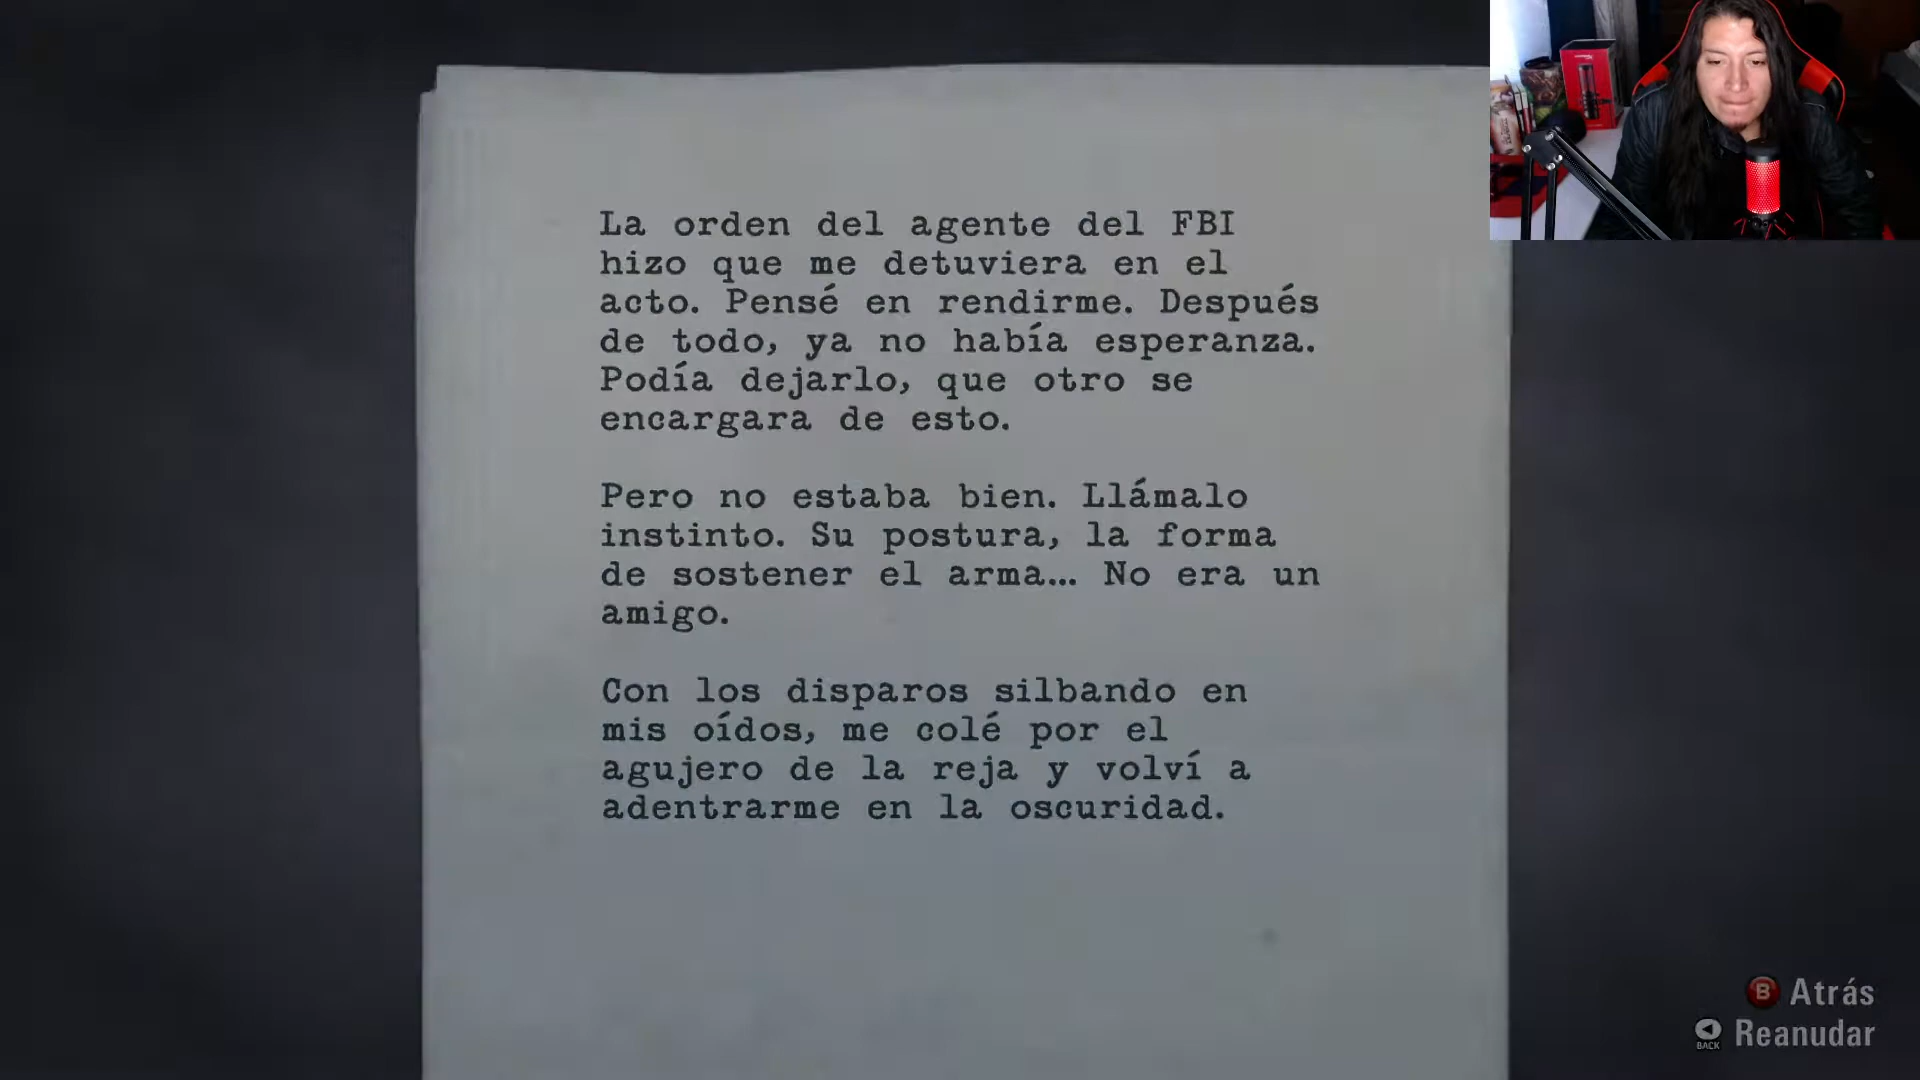 La orden del agente del FBI
hizo que me detuviera en el
acto. Pensé en rendirme. Después
de todo, ya no había esperanza.
Podía dejarlo, que otro se
encargara de esto.
Pero no estaba bien. Llámalo
instinto. Su postura, la forma
de sostener el arma... No era un
amigo.
Con los disparos silbando en
mis oídos, me colé por el
agujero de la reja y volví a
adentrarme en la oscuridad.
B Atrás
BACK Reanudar